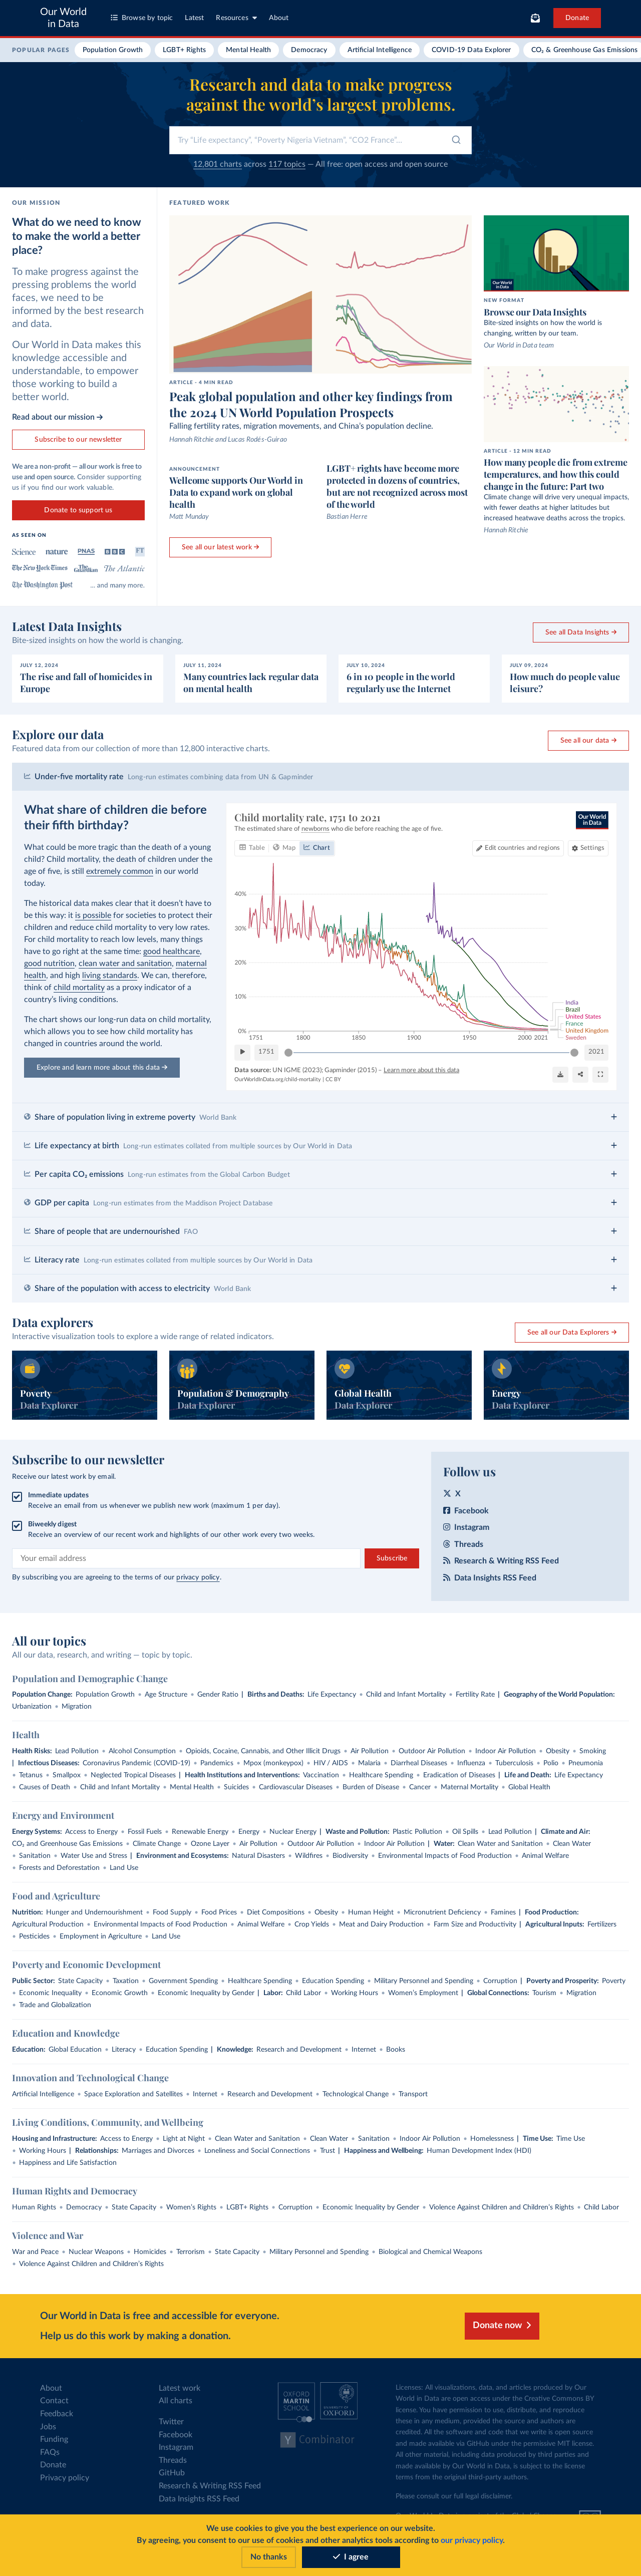 Our World
in Data
Browse by topic
Latest
Resources
About
Donate
POPULAR PAGES
Population Growth
LGBT+ Rights
Mental Health
Democracy
Artificial Intelligence
COVID-19 Data Explorer
CO₂ & Greenhouse Gas Emissions
Research and data to make progress
against the world’s largest problems.
Try “Life expectancy”, “Poverty Nigeria Vietnam”, “CO2 France”...
12,801 charts across 117 topics — All free: open access and open source
OUR MISSION
What do we need to know
to make the world a better
place?
To make progress against the
pressing problems the world
faces, we need to be
informed by the best research
and data.
Our World in Data makes this
knowledge accessible and
understandable, to empower
those working to build a
better world.
Read about our mission →
Subscribe to our newsletter
We are a non-profit — all our work is free to
use and open source. Consider supporting
us if you find our work valuable.
Donate to support us
AS SEEN ON
Science
nature
PNAS
BBC
FT
The New York Times
The Guardian
The Atlantic
The Washington Post
... and many more.
FEATURED WORK
ARTICLE - 4 MIN READ
Peak global population and other key findings from
the 2024 UN World Population Prospects
Falling fertility rates, migration movements, and China’s population decline.
Hannah Ritchie and Lucas Rodés-Guirao
ANNOUNCEMENT
Wellcome supports Our World in
Data to expand work on global
health
Matt Munday
LGBT+ rights have become more
protected in dozens of countries,
but are not recognized across most
of the world
Bastian Herre
See all our latest work →
Our World
in Data
NEW FORMAT
Browse our Data Insights
Bite-sized insights on how the world is
changing, written by our team.
Our World in Data team
ARTICLE - 12 MIN READ
How many people die from extreme
temperatures, and how this could
change in the future: Part two
Climate change will drive very unequal impacts,
with fewer deaths at higher latitudes but
increased heatwave deaths across the tropics.
Hannah Ritchie
Latest Data Insights
Bite-sized insights on how the world is changing.
See all Data Insights →
JULY 12, 2024
The rise and fall of homicides in
Europe
JULY 11, 2024
Many countries lack regular data
on mental health
JULY 10, 2024
6 in 10 people in the world
regularly use the Internet
JULY 09, 2024
How much do people value
leisure?
Explore our data
Featured data from our collection of more than 12,800 interactive charts.
See all our data →
Under-five mortality rate Long-run estimates combining data from UN & Gapminder
What share of children die before
their fifth birthday?
What could be more tragic than the death of a young
child? Child mortality, the death of children under the
age of five, is still extremely common in our world
today.
The historical data makes clear that it doesn’t have to
be this way: it is possible for societies to protect their
children and reduce child mortality to very low rates.
For child mortality to reach low levels, many things
have to go right at the same time: good healthcare,
good nutrition, clean water and sanitation, maternal
health, and high living standards. We can, therefore,
think of child mortality as a proxy indicator of a
country’s living conditions.
The chart shows our long-run data on child mortality,
which allows you to see how child mortality has
changed in countries around the world.
Explore and learn more about this data →
Child mortality rate, 1751 to 2021
The estimated share of newborns who die before reaching the age of five.
Our World
in Data
Table
Map
Chart
Edit countries and regions
Settings
40%
30%
20%
10%
0%
1751
1800
1850
1900
1950
2000 2021
India
Brazil
United States
France
United Kingdom
Sweden
1751
2021
Data source: UN IGME (2023); Gapminder (2015) – Learn more about this data
OurWorldInData.org/child-mortality | CC BY
Share of population living in extreme poverty World Bank +
Life expectancy at birth Long-run estimates collated from multiple sources by Our World in Data +
Per capita CO₂ emissions Long-run estimates from the Global Carbon Budget +
GDP per capita Long-run estimates from the Maddison Project Database +
Share of people that are undernourished FAO +
Literacy rate Long-run estimates collated from multiple sources by Our World in Data +
Share of the population with access to electricity World Bank +
Data explorers
Interactive visualization tools to explore a wide range of related indicators.
See all our Data Explorers →
Poverty
Data Explorer
Population & Demography
Data Explorer
Global Health
Data Explorer
Energy
Data Explorer
Subscribe to our newsletter
Receive our latest work by email.
Immediate updates
Receive an email from us whenever we publish new work (maximum 1 per day).
Biweekly digest
Receive an overview of our recent work and highlights of our other work every two weeks.
Your email address
Subscribe
By subscribing you are agreeing to the terms of our privacy policy.
Follow us
X
Facebook
Instagram
Threads
Research & Writing RSS Feed
Data Insights RSS Feed
All our topics
All our data, research, and writing — topic by topic.
Population and Demographic Change
Population Change: Population Growth • Age Structure • Gender Ratio | Births and Deaths: Life Expectancy • Child and Infant Mortality • Fertility Rate | Geography of the World Population:
Urbanization • Migration
Health
Health Risks: Lead Pollution • Alcohol Consumption • Opioids, Cocaine, Cannabis, and Other Illicit Drugs • Air Pollution • Outdoor Air Pollution • Indoor Air Pollution • Obesity • Smoking
| Infectious Diseases: Coronavirus Pandemic (COVID-19) • Pandemics • Mpox (monkeypox) • HIV / AIDS • Malaria • Diarrheal Diseases • Influenza • Tuberculosis • Polio • Pneumonia
• Tetanus • Smallpox • Neglected Tropical Diseases | Health Institutions and Interventions: Vaccination • Healthcare Spending • Eradication of Diseases | Life and Death: Life Expectancy
• Causes of Death • Child and Infant Mortality • Mental Health • Suicides • Cardiovascular Diseases • Burden of Disease • Cancer • Maternal Mortality • Global Health
Energy and Environment
Energy Systems: Access to Energy • Fossil Fuels • Renewable Energy • Energy • Nuclear Energy | Waste and Pollution: Plastic Pollution • Oil Spills • Lead Pollution | Climate and Air:
CO₂ and Greenhouse Gas Emissions • Climate Change • Ozone Layer • Air Pollution • Outdoor Air Pollution • Indoor Air Pollution | Water: Clean Water and Sanitation • Clean Water
• Sanitation • Water Use and Stress | Environment and Ecosystems: Natural Disasters • Wildfires • Biodiversity • Environmental Impacts of Food Production • Animal Welfare
• Forests and Deforestation • Land Use
Food and Agriculture
Nutrition: Hunger and Undernourishment • Food Supply • Food Prices • Diet Compositions • Obesity • Human Height • Micronutrient Deficiency • Famines | Food Production:
Agricultural Production • Environmental Impacts of Food Production • Animal Welfare • Crop Yields • Meat and Dairy Production • Farm Size and Productivity | Agricultural Inputs: Fertilizers
• Pesticides • Employment in Agriculture • Land Use
Poverty and Economic Development
Public Sector: State Capacity • Taxation • Government Spending • Healthcare Spending • Education Spending • Military Personnel and Spending • Corruption | Poverty and Prosperity: Poverty
• Economic Inequality • Economic Growth • Economic Inequality by Gender | Labor: Child Labor • Working Hours • Women’s Employment | Global Connections: Tourism • Migration
• Trade and Globalization
Education and Knowledge
Education: Global Education • Literacy • Education Spending | Knowledge: Research and Development • Internet • Books
Innovation and Technological Change
Artificial Intelligence • Space Exploration and Satellites • Internet • Research and Development • Technological Change • Transport
Living Conditions, Community, and Wellbeing
Housing and Infrastructure: Access to Energy • Light at Night • Clean Water and Sanitation • Clean Water • Sanitation • Indoor Air Pollution • Homelessness | Time Use: Time Use
• Working Hours | Relationships: Marriages and Divorces • Loneliness and Social Connections • Trust | Happiness and Wellbeing: Human Development Index (HDI)
• Happiness and Life Satisfaction
Human Rights and Democracy
Human Rights • Democracy • State Capacity • Women’s Rights • LGBT+ Rights • Corruption • Economic Inequality by Gender • Violence Against Children and Children’s Rights • Child Labor
Violence and War
War and Peace • Nuclear Weapons • Homicides • Terrorism • State Capacity • Military Personnel and Spending • Biological and Chemical Weapons
• Violence Against Children and Children’s Rights
Our World in Data is free and accessible for everyone.
Help us do this work by making a donation.
Donate now
About
Contact
Feedback
Jobs
Funding
FAQs
Donate
Privacy policy
Latest work
All charts
Twitter
Facebook
Instagram
Threads
GitHub
Research & Writing RSS Feed
Data Insights RSS Feed
OXFORD
MARTIN
SCHOOL
UNIVERSITY OF
OXFORD
Y Combinator
Licenses: All visualizations, data, and articles produced by Our
World in Data are open access under the Creative Commons BY
license. You have permission to use, distribute, and reproduce
these in any medium, provided the source and authors are
credited. All the software and code that we write is open source
and made available via GitHub under the permissive MIT license.
All other material, including data produced by third parties and
made available by Our World in Data, is subject to the license
terms from the original third-party authors.
Please consult our full legal disclaimer.
We use cookies to give you the best experience on our website.
By agreeing, you consent to our use of cookies and other analytics tools according to our privacy policy.
No thanks
I agree